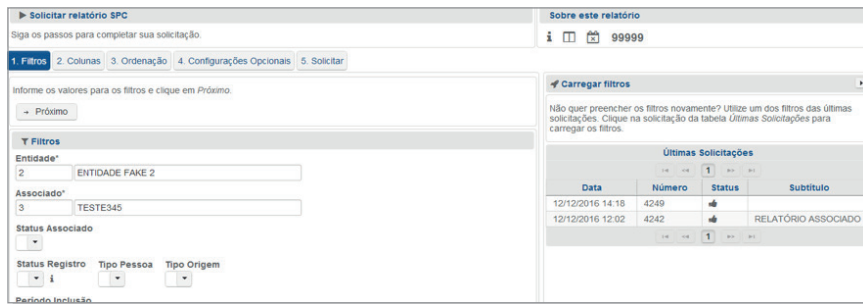 Solicitar relatório SPC
Siga os passos para completar sua solicitação.
1. Filtros 2. Colunas 3. Ordenação 4. Configurações Opcionais 5. Solicitar
Informe os valores para os filtros e clique em Próximo.
Próximo
Filtros
Entidade*
2 ENTIDADE FAKE 2
Associado*
3 TESTE345
Status Associado
Status Registro Tipo Pessoa Tipo Origem
Período Inclusão
Sobre este relatório
99999
Carregar filtros
Não quer preencher os filtros novamente? Utilize um dos filtros das últimas
solicitações. Clique na solicitação da tabela Últimas Solicitações para
carregar os filtros.
Últimas Solicitações
1
Data Número Status Subtítulo
12/12/2016 14:18 4249
12/12/2016 12:02 4242 RELATÓRIO ASSOCIADO
1